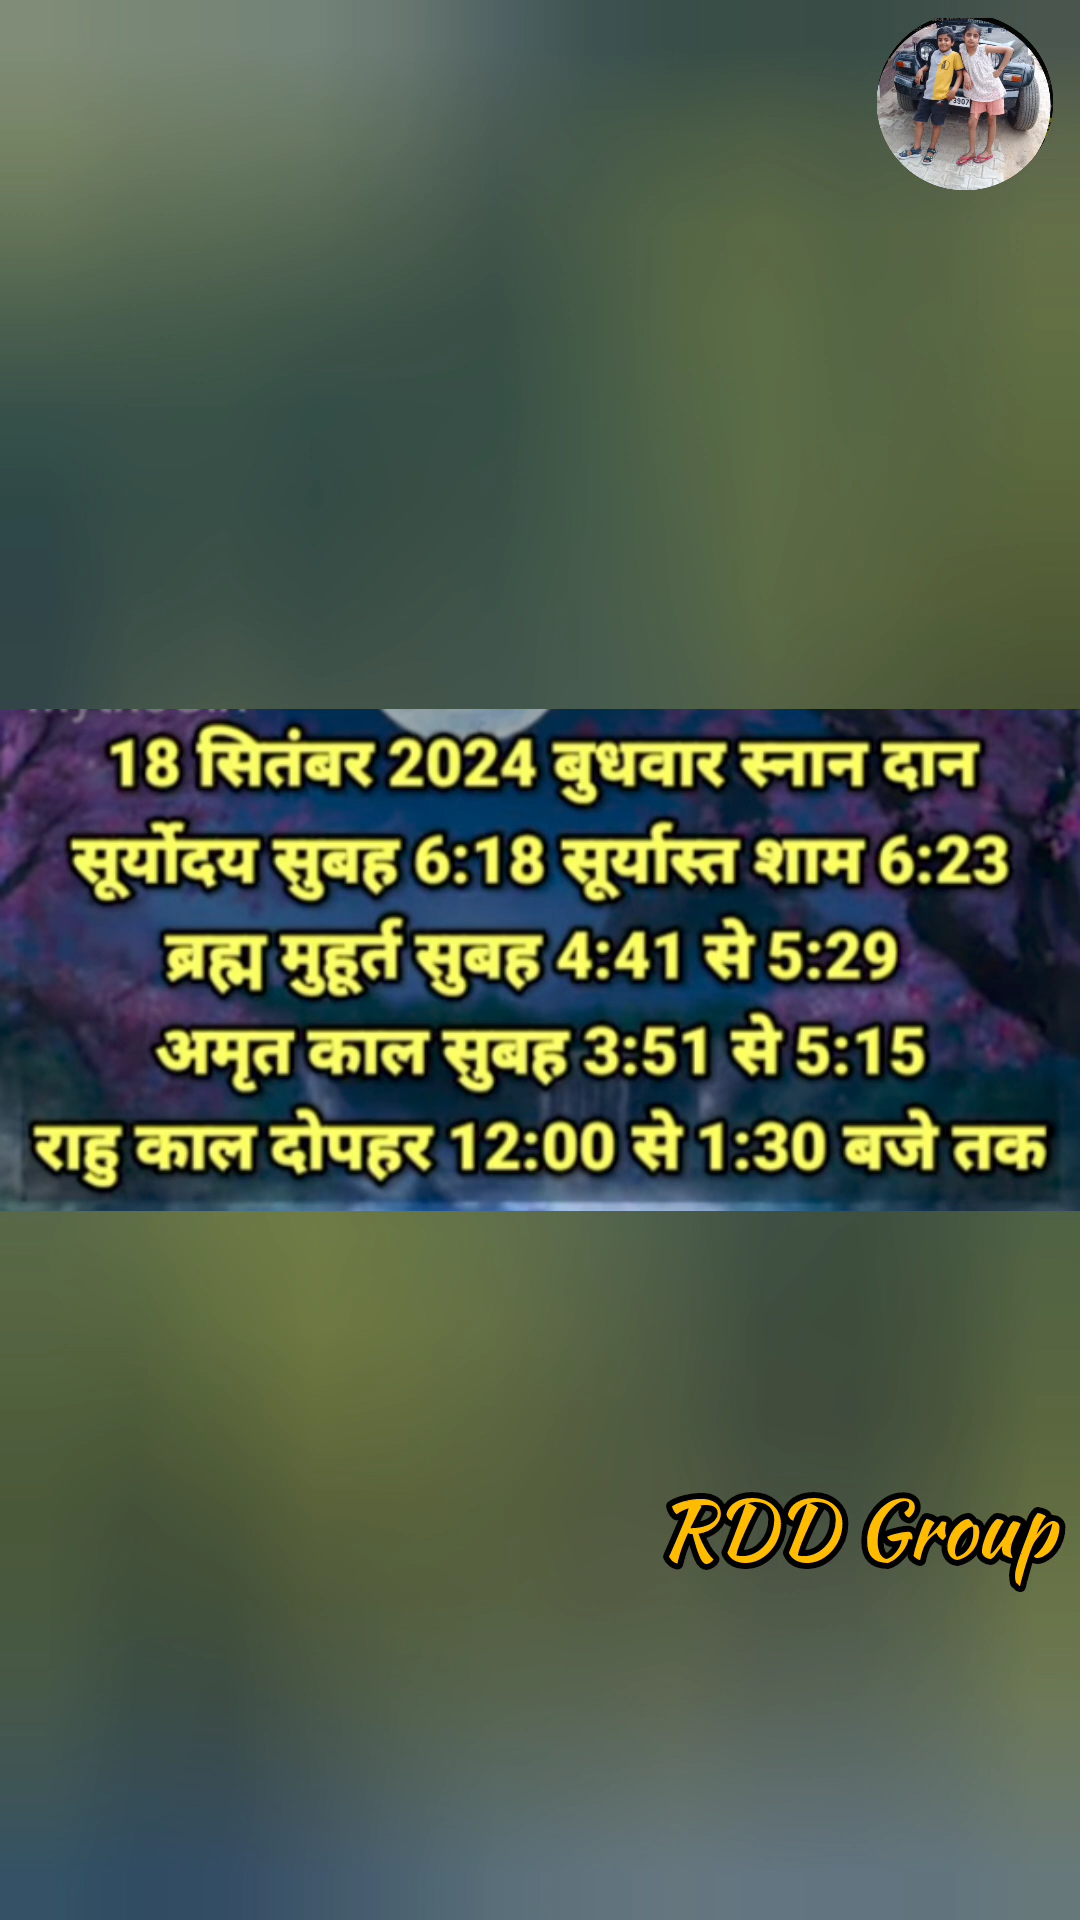 18 सितंबर 2024 बुधवार स्नान दान
सूर्योदय सुबह 6:18 सूर्यास्त शाम 6:23
ब्रह्म मुहूर्त सुबह 4:41 से 5:29
अमृत काल सुबह 3:51 से 5:15
राहु काल दोपहर 12:00 से 1:30 बजे तक
RDD Group